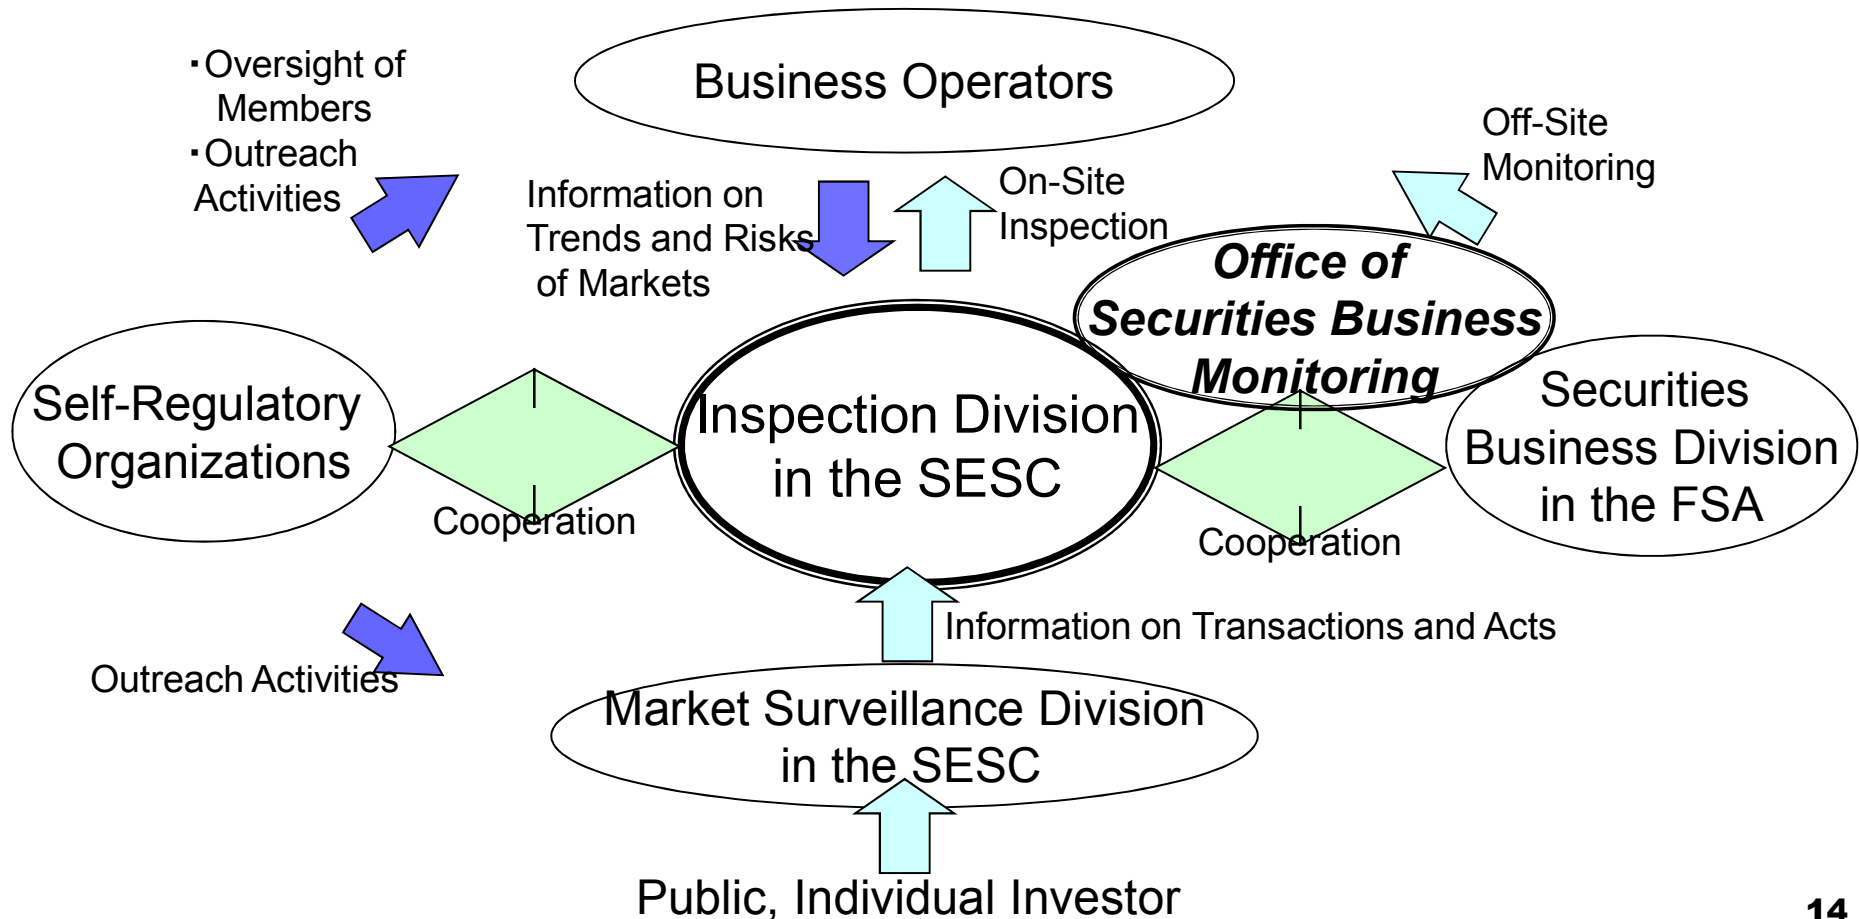 Business Operators
・Oversight of
Members
・Outreach
Activities
Off-Site
Monitoring
Information on
Trends and Risks
of Markets
On-Site
Inspection
Office of
Securities Business
Monitoring
Self-Regulatory
Organizations
Cooperation
Inspection Division
in the SESC
Cooperation
Securities
Business Division
in the FSA
Information on Transactions and Acts
Outreach Activities
Market Surveillance Division
in the SESC
Public, Individual Investor
14